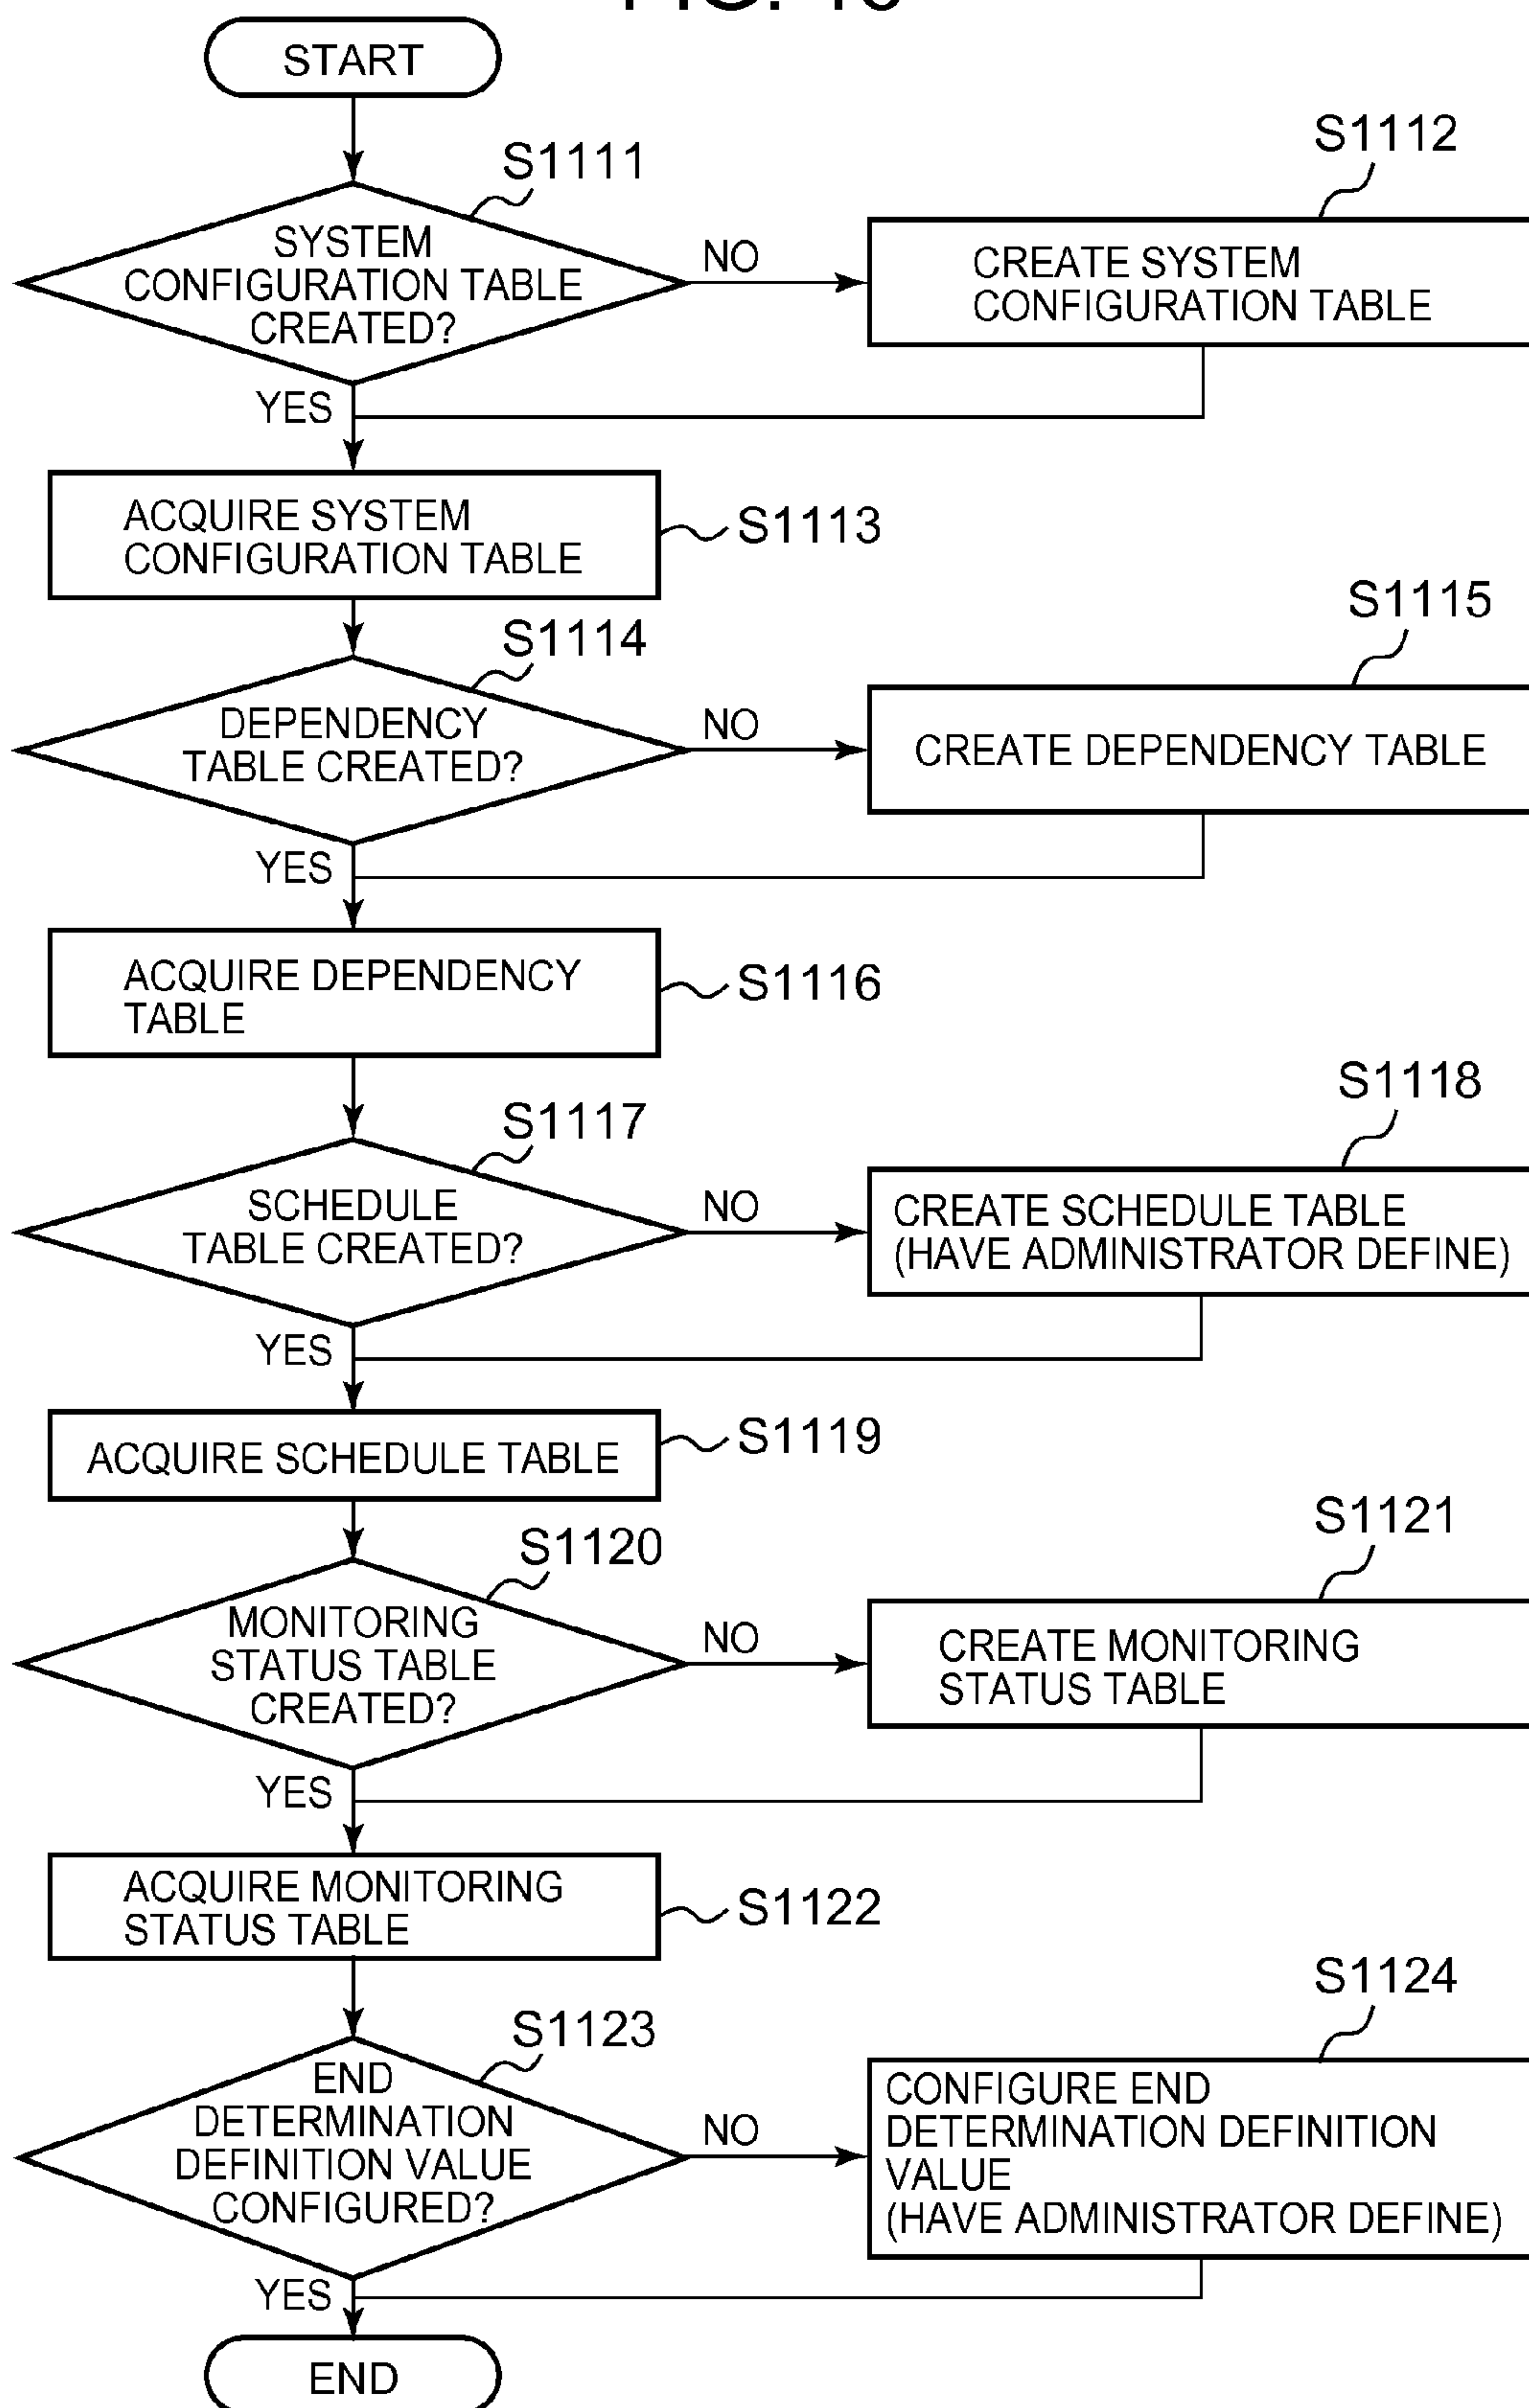 START
S1111
S1112
SYSTEM
CONFIGURATION TABLE
CREATED?
NO
CREATE SYSTEM
CONFIGURATION TABLE
YES
ACQUIRE SYSTEM
CONFIGURATION TABLE
S1113
S1114
S1115
DEPENDENCY
TABLE CREATED?
NO
CREATE DEPENDENCY TABLE
YES
ACQUIRE DEPENDENCY
TABLE
S1116
S1117
S1118
SCHEDULE
TABLE CREATED?
NO
CREATE SCHEDULE TABLE
(HAVE ADMINISTRATOR DEFINE)
YES
ACQUIRE SCHEDULE TABLE
S1119
S1120
S1121
MONITORING
STATUS TABLE
CREATED?
NO
CREATE MONITORING
STATUS TABLE
YES
ACQUIRE MONITORING
STATUS TABLE
S1122
S1123
S1124
END
DETERMINATION
DEFINITION VALUE
CONFIGURED?
NO
CONFIGURE END
DETERMINATION DEFINITION
VALUE
(HAVE ADMINISTRATOR DEFINE)
YES
END